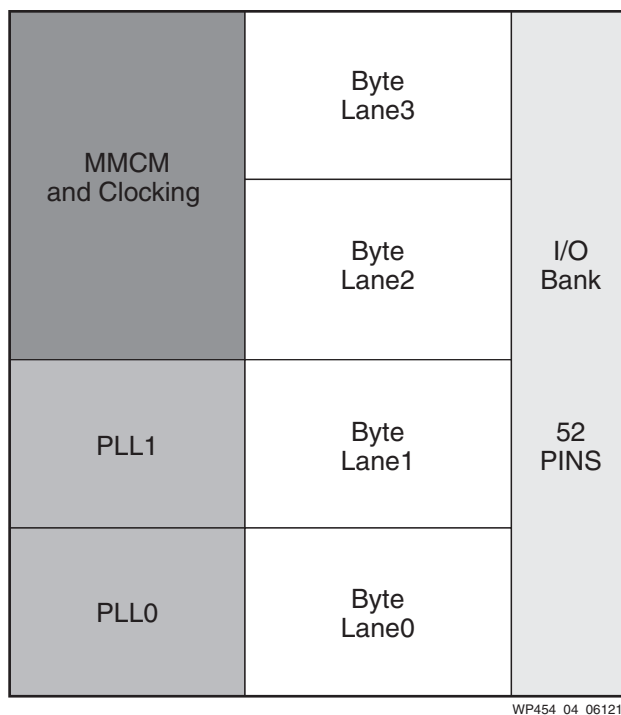 MMCM
and Clocking
Byte
Lane3
Byte
Lane2
I/O
Bank
PLL1
Byte
Lane1
52
PINS
PLL0
Byte
Lane0
WP454_04_06121